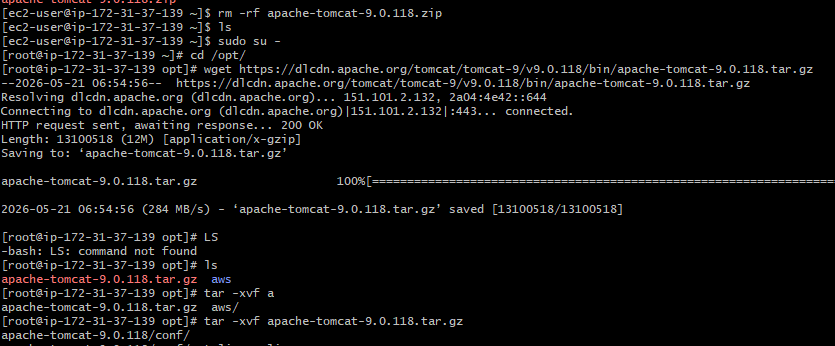 apache-tomcat-9.0.118.zip
[ec2-user@ip-172-31-37-139 ~]$ rm -rf apache-tomcat-9.0.118.zip
[ec2-user@ip-172-31-37-139 ~]$ ls
[ec2-user@ip-172-31-37-139 ~]$ sudo su -
[root@ip-172-31-37-139 ~]# cd /opt/
[root@ip-172-31-37-139 opt]# wget https://dlcdn.apache.org/tomcat/tomcat-9/v9.0.118/bin/apache-tomcat-9.0.118.tar.gz
--2026-05-21 06:54:56--  https://dlcdn.apache.org/tomcat/tomcat-9/v9.0.118/bin/apache-tomcat-9.0.118.tar.gz
Resolving dlcdn.apache.org (dlcdn.apache.org)... 151.101.2.132, 2a04:4e42::644
Connecting to dlcdn.apache.org (dlcdn.apache.org)|151.101.2.132|:443... connected.
HTTP request sent, awaiting response... 200 OK
Length: 13100518 (12M) [application/x-gzip]
Saving to: ‘apache-tomcat-9.0.118.tar.gz’
apache-tomcat-9.0.118.tar.gz 100%[===================================================================
2026-05-21 06:54:56 (284 MB/s) - ‘apache-tomcat-9.0.118.tar.gz’ saved [13100518/13100518]
[root@ip-172-31-37-139 opt]# LS
-bash: LS: command not found
[root@ip-172-31-37-139 opt]# ls
apache-tomcat-9.0.118.tar.gz  aws
[root@ip-172-31-37-139 opt]# tar -xvf a
apache-tomcat-9.0.118.tar.gz  aws/
[root@ip-172-31-37-139 opt]# tar -xvf apache-tomcat-9.0.118.tar.gz
apache-tomcat-9.0.118/conf/